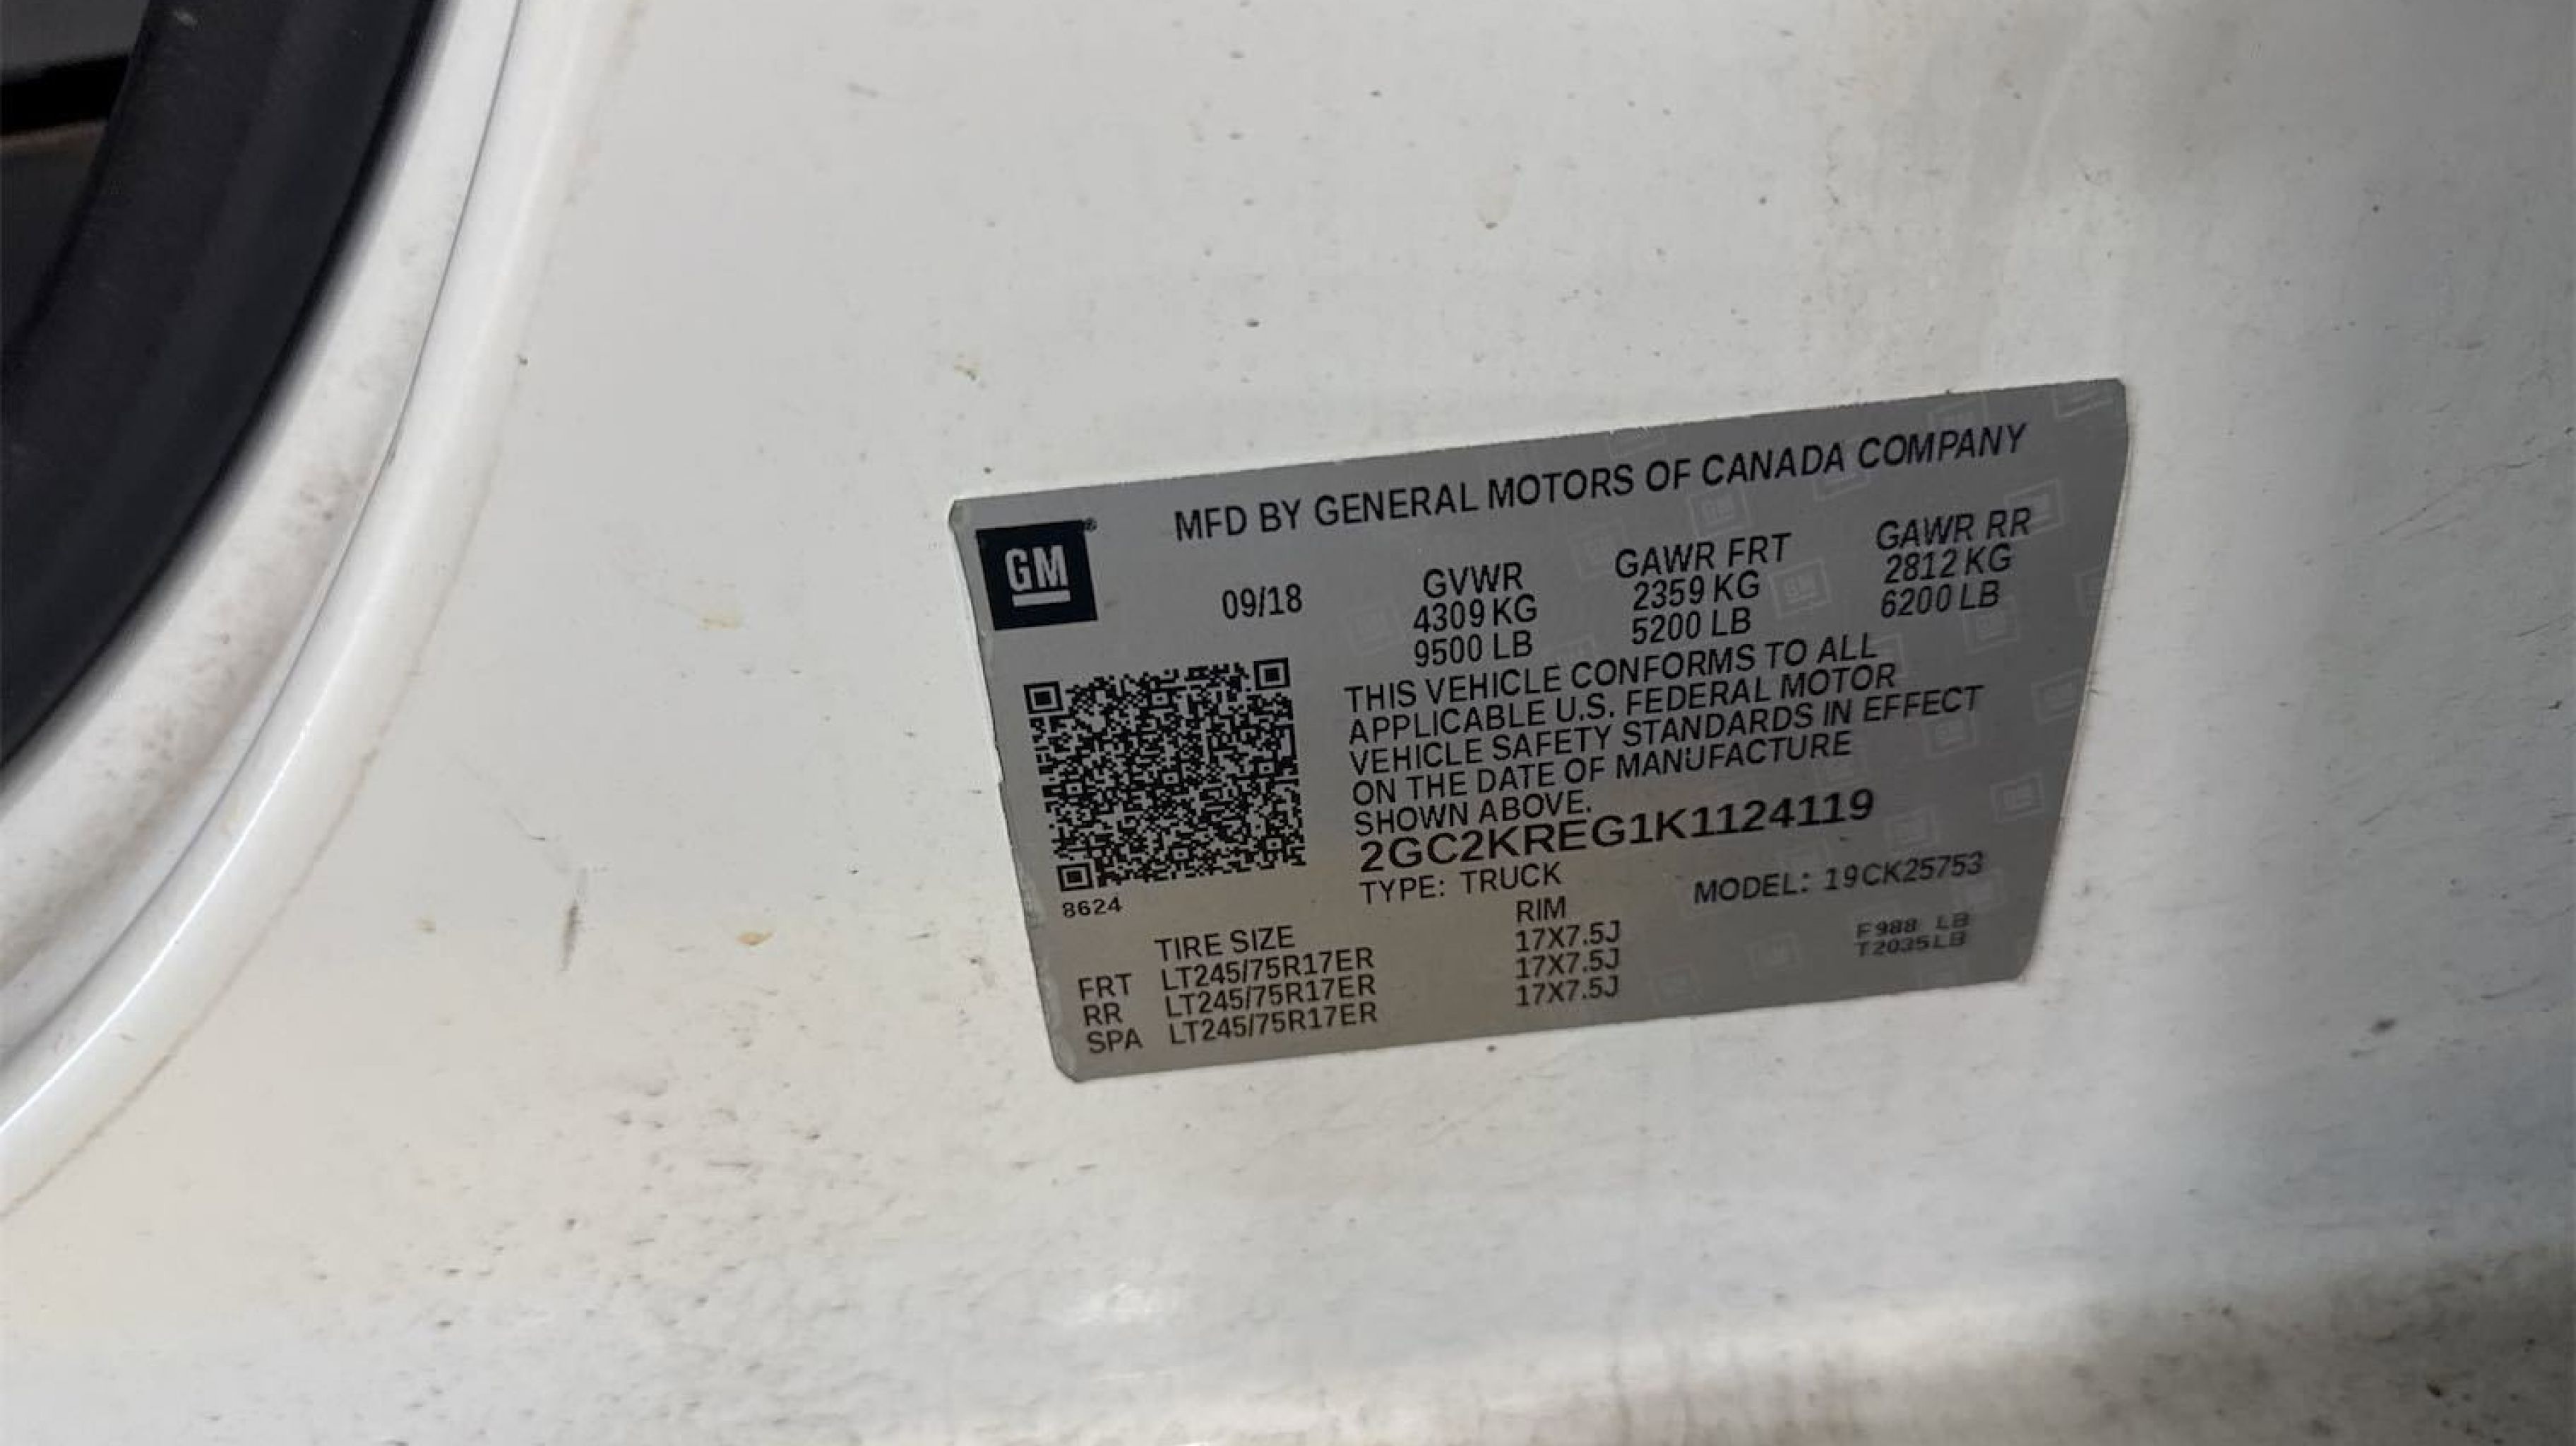 MFD BY GENERAL MOTORS OF CANADA COMPANY
GM ®
09/18
GVWR GAWR FRT GAWR RR
4309 KG 2359 KG 2812 KG
9500 LB 5200 LB 6200 LB
THIS VEHICLE CONFORMS TO ALL
APPLICABLE U.S. FEDERAL MOTOR
VEHICLE SAFETY STANDARDS IN EFFECT
ON THE DATE OF MANUFACTURE
SHOWN ABOVE.
2GC2KREG1K1124119
TYPE: TRUCK MODEL: 19CK25753
8624
TIRE SIZE RIM
FRT LT245/75R17ER 17X7.5J F 988 LB
RR LT245/75R17ER 17X7.5J T 2035 LB
SPA LT245/75R17ER 17X7.5J